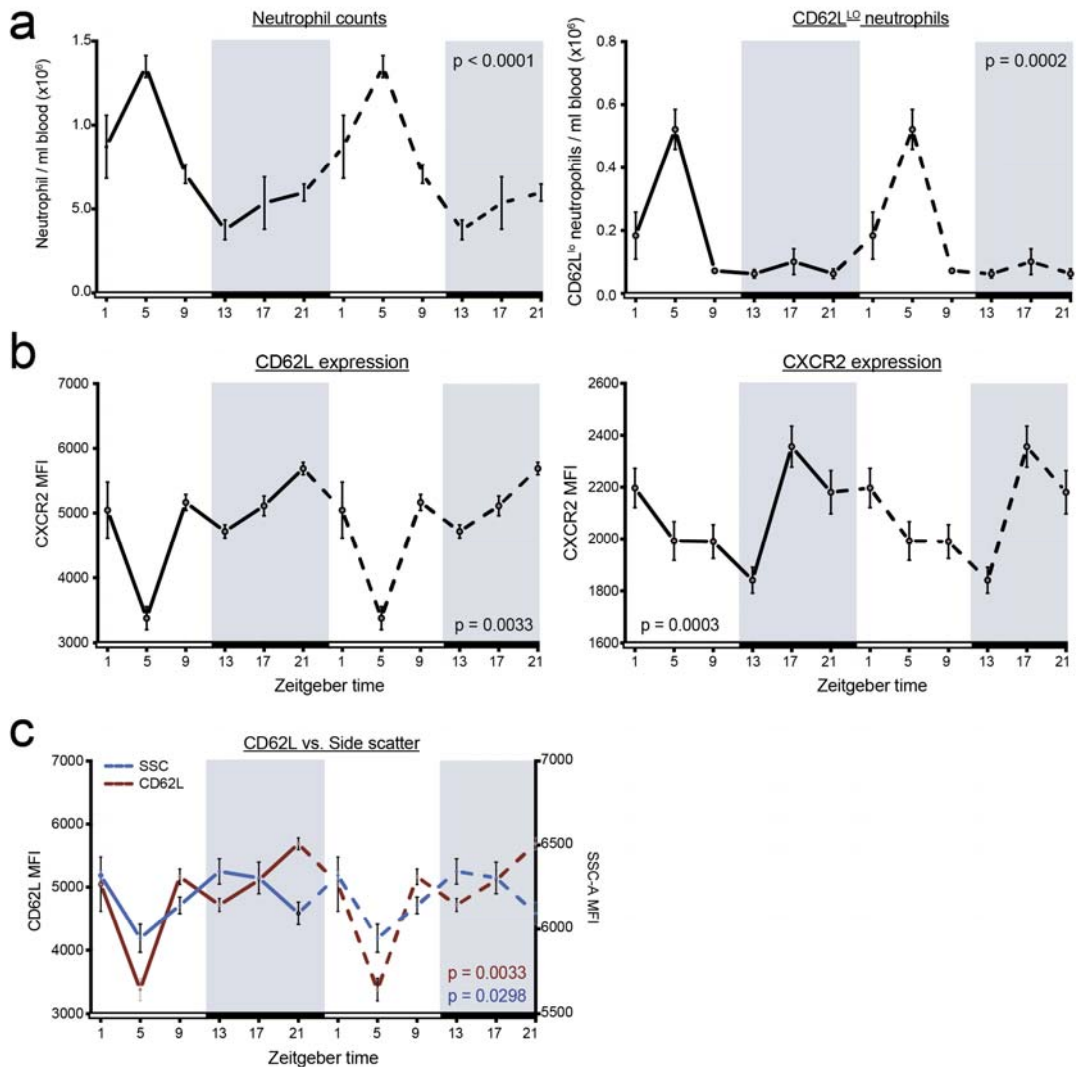 a
Neutrophil counts
Neutrophil / ml blood (x10⁶)
1.5
1.0
5.0
0.0
p < 0.0001
1 5 9 13 17 21 1 5 9 13 17 21
CD62L^LO neutrophils
CD62L^lo neutropohils / ml blood (x10⁶)
0.8
0.6
0.4
0.2
0.0
p = 0.0002
1 5 9 13 17 21 1 5 9 13 17 21
b
CD62L expression
CXCR2 MFI
7000
6000
5000
4000
3000
p = 0.0033
1 5 9 13 17 21 1 5 9 13 17 21
Zeitgeber time
CXCR2 expression
CXCR2 MFI
2600
2400
2200
2000
1800
1600
p = 0.0003
1 5 9 13 17 21 1 5 9 13 17 21
Zeitgeber time
c
CD62L vs. Side scatter
SSC
CD62L
CD62L MFI
7000
6000
5000
4000
3000
7000
6500
6000
5500
SSC-A MFI
p = 0.0033
p = 0.0298
1 5 9 13 17 21 1 5 9 13 17 21
Zeitgeber time